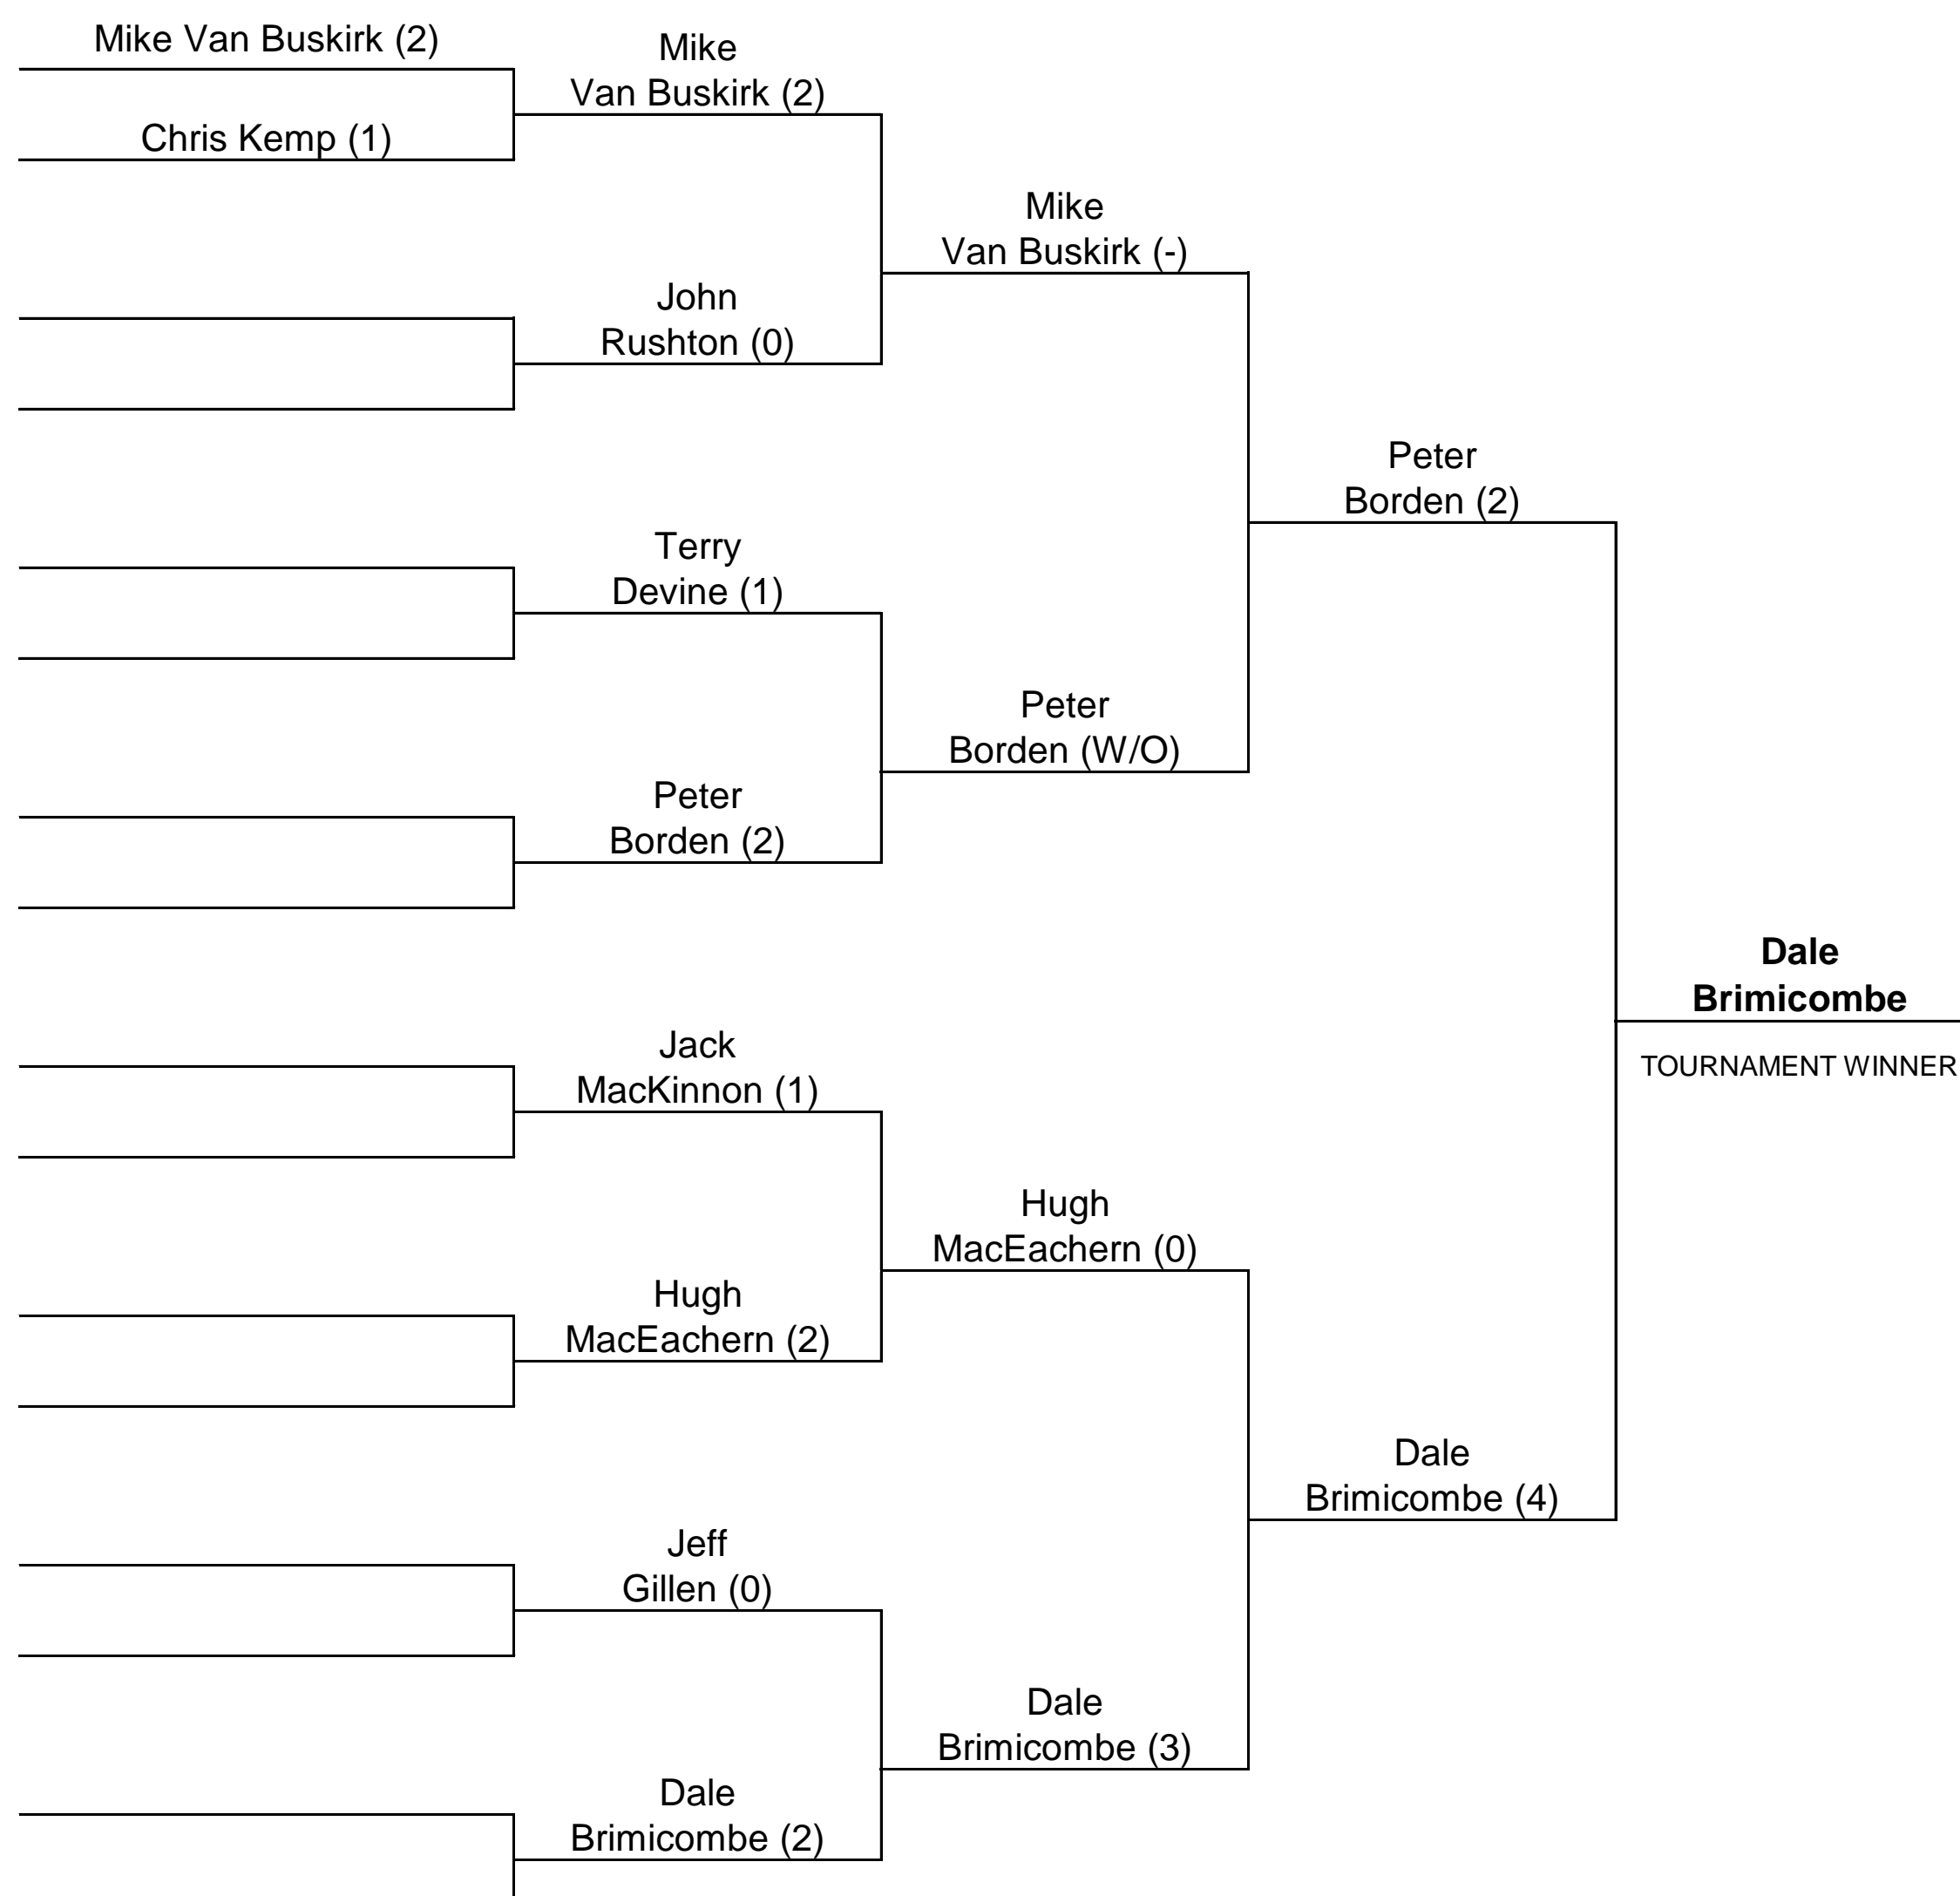 Mike Van Buskirk (2)
Chris Kemp (1)
Mike
Van Buskirk (2)
John
Rushton (0)
Terry
Devine (1)
Peter
Borden (2)
Jack
MacKinnon (1)
Hugh
MacEachern (2)
Jeff
Gillen (0)
Dale
Brimicombe (2)
Mike
Van Buskirk (-)
Peter
Borden (W/O)
Hugh
MacEachern (0)
Dale
Brimicombe (3)
Peter
Borden (2)
Dale
Brimicombe (4)
Dale
Brimicombe
TOURNAMENT WINNER